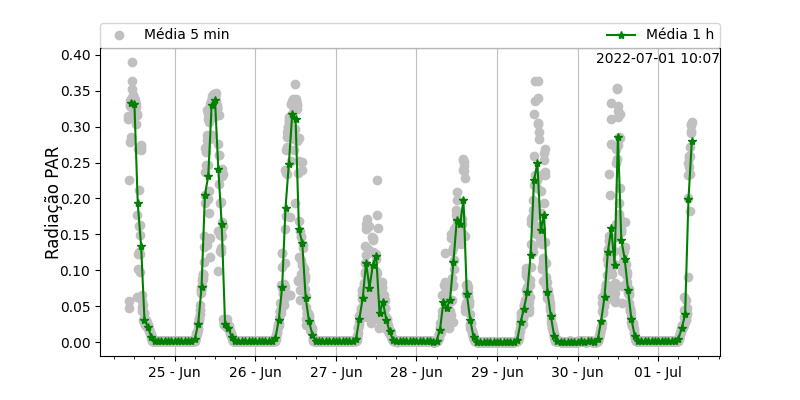 Média 5 min
Média 1 h
2022-07-01 10:07
0.40
0.35
0.30
0.25
0.20
0.15
0.10
0.05
0.00
Radiação PAR
25 - Jun
26 - Jun
27 - Jun
28 - Jun
29 - Jun
30 - Jun
01 - Jul